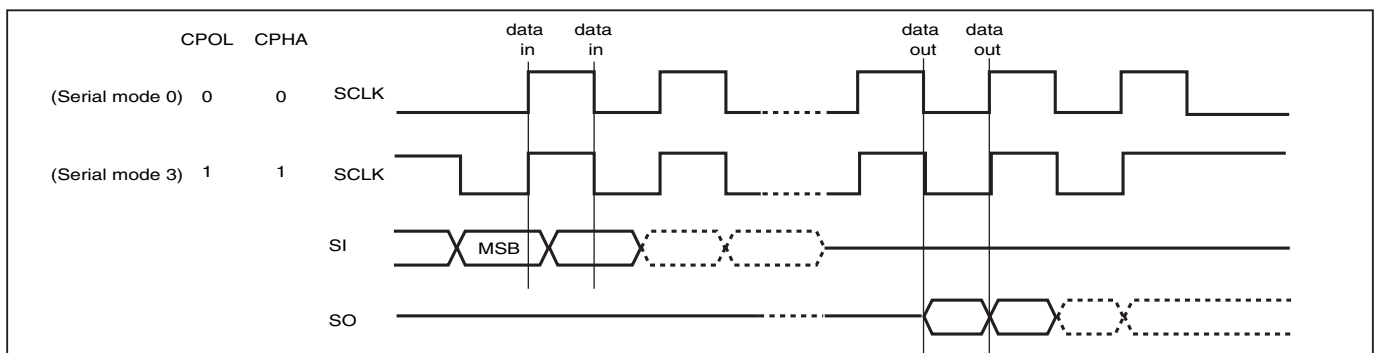 CPOL CPHA data in data in data out data out
(Serial mode 0) 0 0 SCLK
(Serial mode 3) 1 1 SCLK
SI MSB
SO